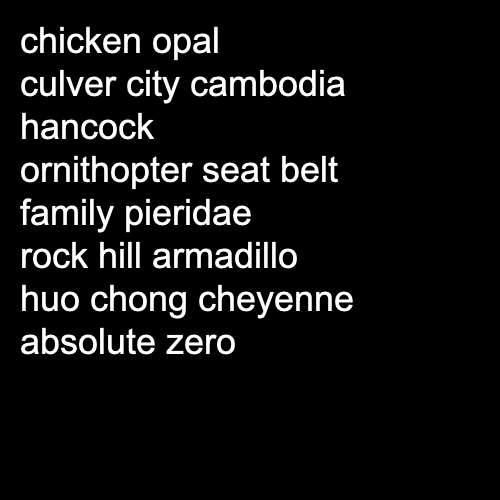 chicken opal
culver city cambodia
hancock
ornithopter seat belt
family pieridae
rock hill armadillo
huo chong cheyenne
absolute zero